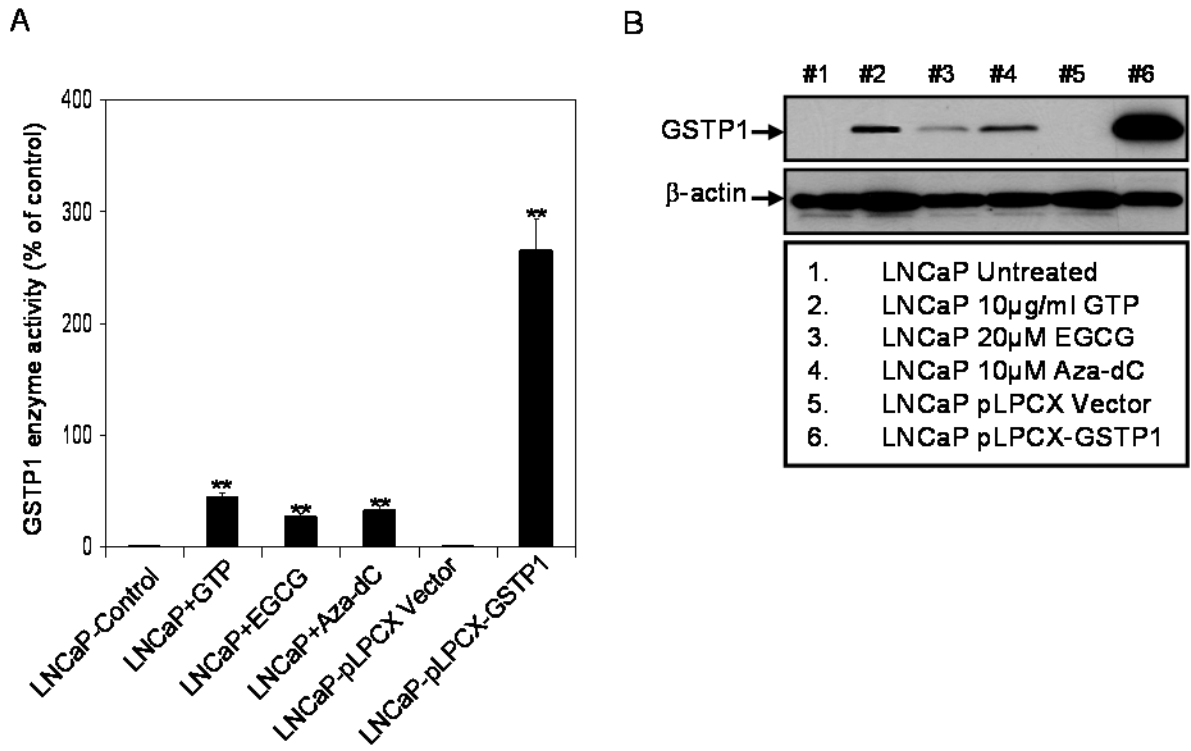 A
GSTP1 enzyme activity (% of control)
400
300
200
100
0
**
**
**
**
LNCaP-Control
LNCaP+GTP
LNCaP+EGCG
LNCaP+Aza-dC
LNCaP-pLPCX Vector
LNCaP-pLPCX-GSTP1
B
#1 #2 #3 #4 #5 #6
GSTP1
β-actin
1. LNCaP Untreated
2. LNCaP 10µg/ml GTP
3. LNCaP 20µM EGCG
4. LNCaP 10µM Aza-dC
5. LNCaP pLPCX Vector
6. LNCaP pLPCX-GSTP1